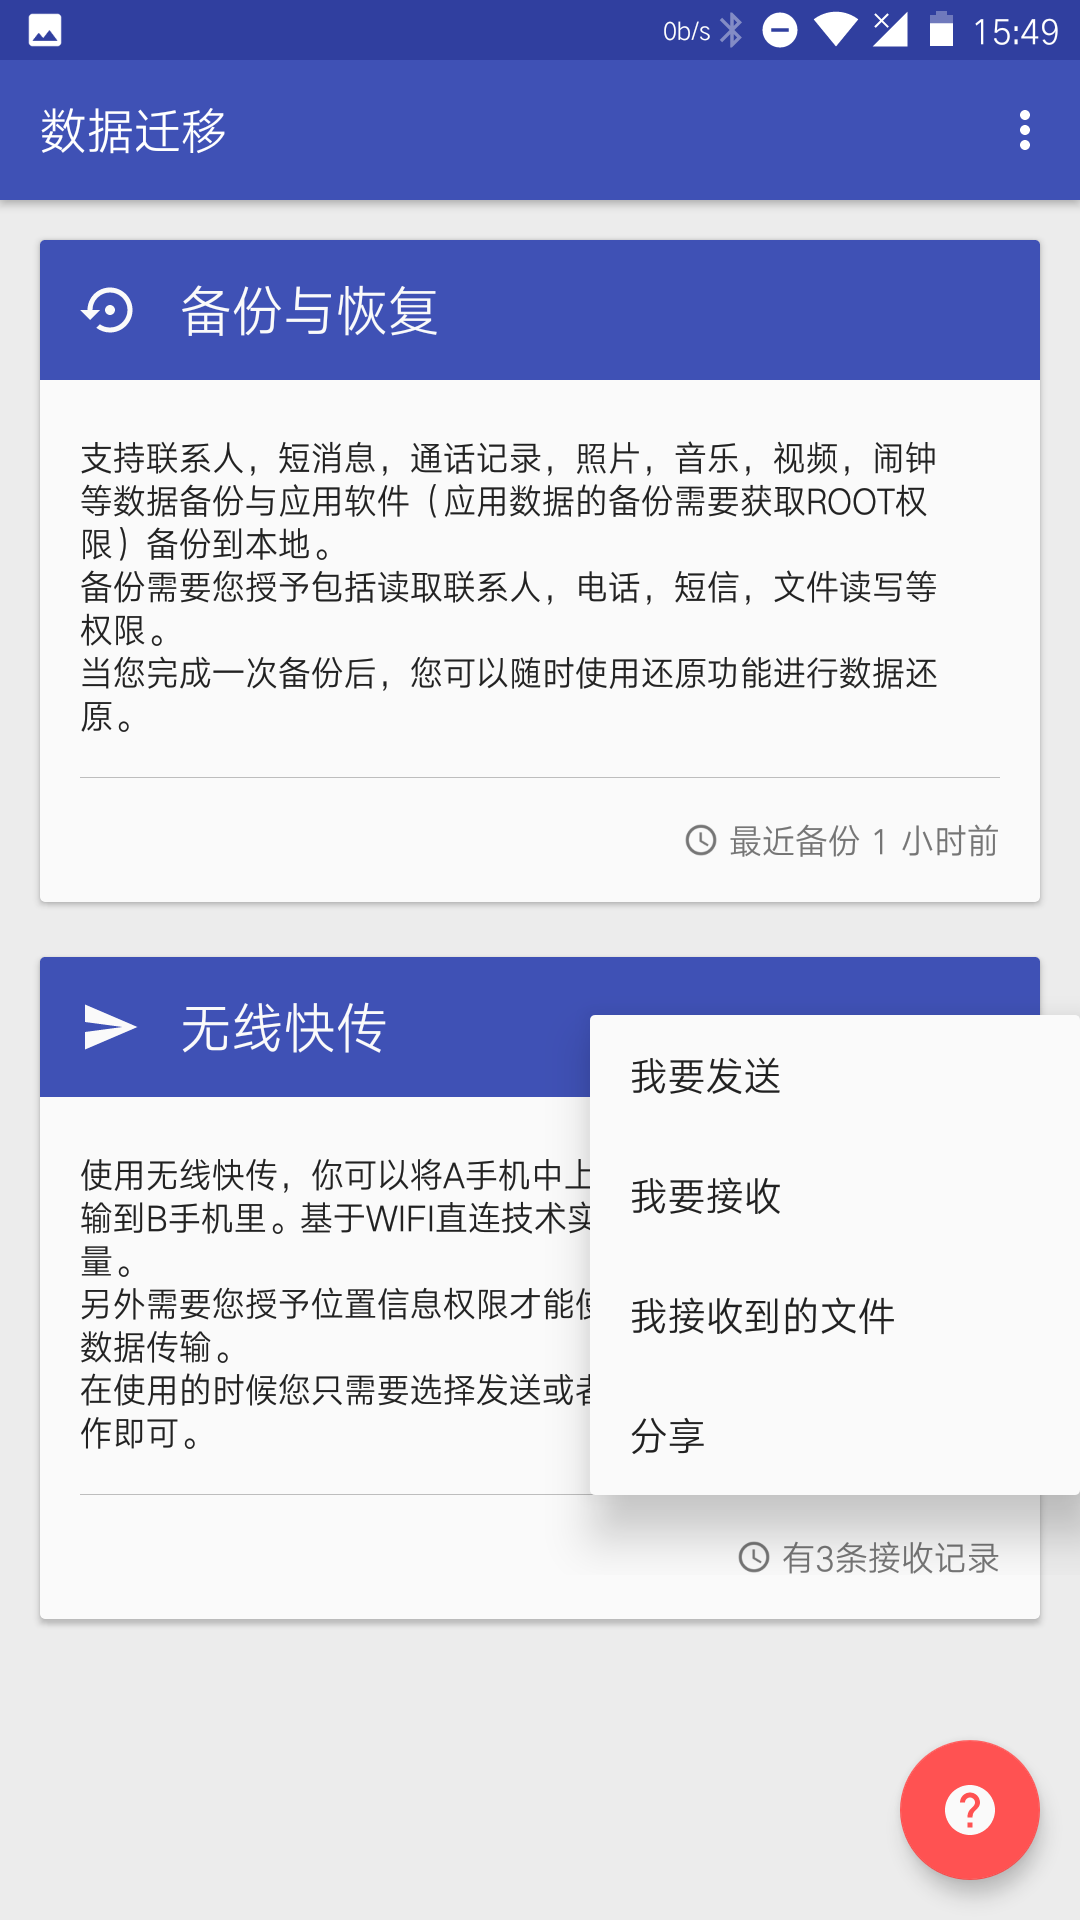 0b/s 15:49
数据迁移
备份与恢复
支持联系人，短消息，通话记录，照片，音乐，视频，闹钟
等数据备份与应用软件（应用数据的备份需要获取ROOT权
限）备份到本地。
备份需要您授予包括读取联系人，电话，短信，文件读写等
权限。
当您完成一次备份后，您可以随时使用还原功能进行数据还
原。
最近备份 1 小时前
无线快传
使用无线快传，你可以将A手机中上
输到B手机里。基于WIFI直连技术实
量。
另外需要您授予位置信息权限才能使
数据传输。
在使用的时候您只需要选择发送或者
作即可。
我要发送
我要接收
我接收到的文件
分享
有3条接收记录